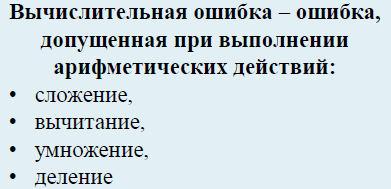 Вычислительная ошибка – ошибка,
допущенная при выполнении
арифметических действий:
• сложение,
• вычитание,
• умножение,
• деление